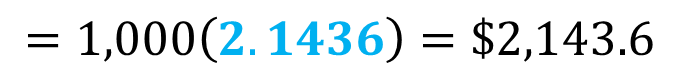 = 1,000(2. 1436) = $2,143.6